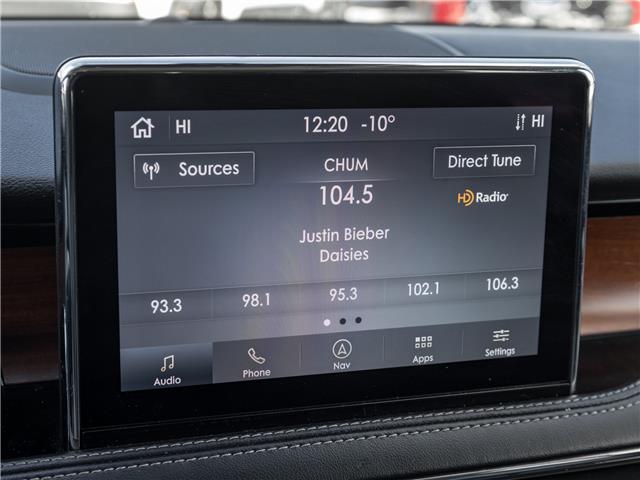 HI 12:20 -10° HI
Sources CHUM Direct Tune
104.5 HD Radio
Justin Bieber
Daisies
93.3 98.1 95.3 102.1 106.3
Audio Phone Nav Apps Settings